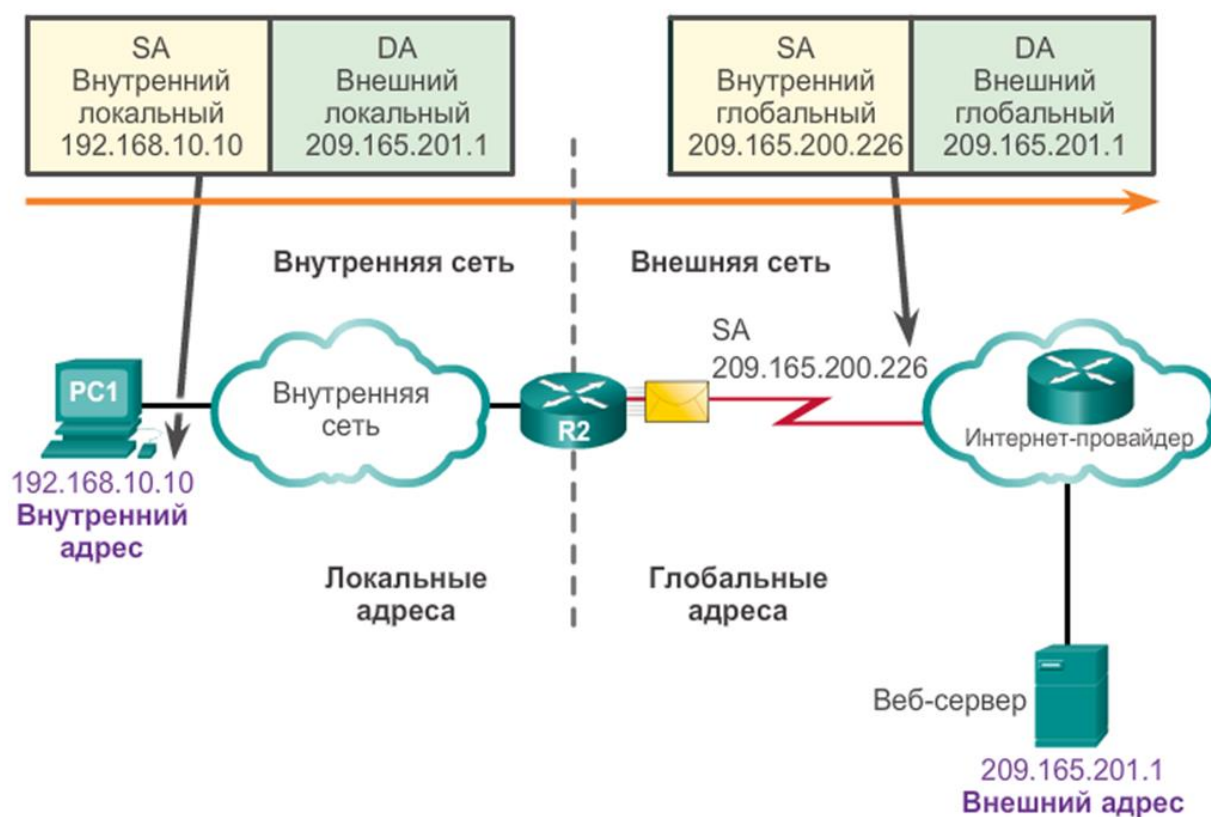 SA
Внутренний
локальный
192.168.10.10
DA
Внешний
локальный
209.165.201.1
SA
Внутренний
глобальный
209.165.200.226
DA
Внешний
глобальный
209.165.201.1
Внутренняя сеть
Внешняя сеть
SA
209.165.200.226
PC1
Внутренняя
сеть
R2
Интернет-провайдер
192.168.10.10
Внутренний
адрес
Локальные
адреса
Глобальные
адреса
Веб-сервер
209.165.201.1
Внешний адрес